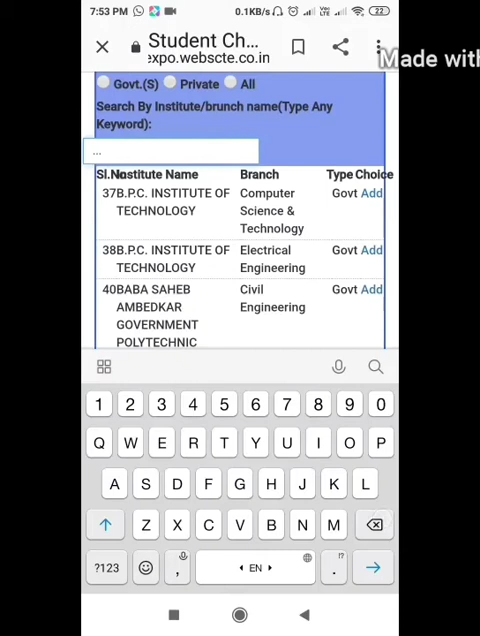 7:53 PM 0.1KB/s 22
Student Ch...
expo.webscte.co.in
Made with
Govt.(S) Private All
Search By Institute/brunch name(Type Any
Keyword):
...
Sl.No Institute Name Branch Type Choice
37 B.P.C. INSTITUTE OF TECHNOLOGY Computer Science & Technology Govt Add
38 B.P.C. INSTITUTE OF TECHNOLOGY Electrical Engineering Govt Add
40 BABA SAHEB AMBEDKAR GOVERNMENT POLYTECHNIC Civil Engineering Govt Add
1 2 3 4 5 6 7 8 9 0
Q W E R T Y U I O P
A S D F G H J K L
Z X C V B N M
?123 , EN . !?